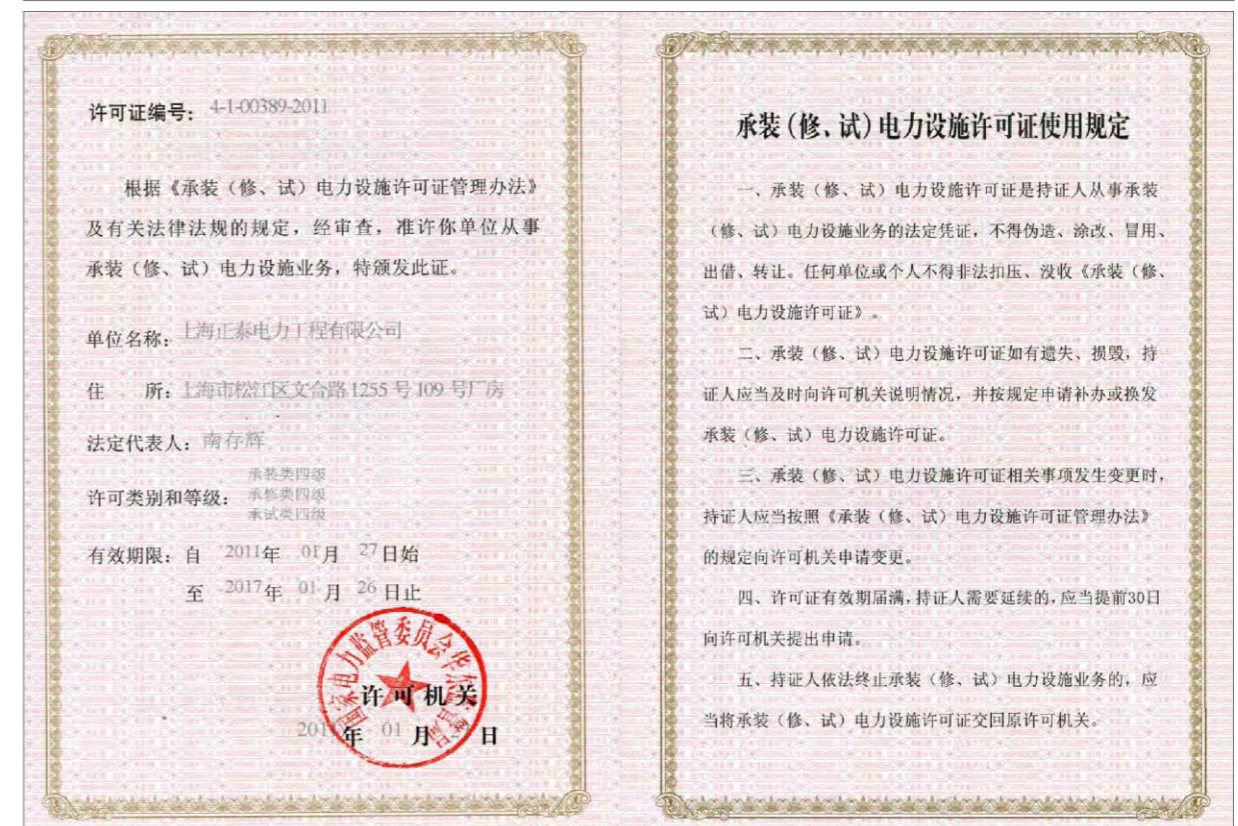 许可证编号: 4-1-00389-2011
根据《承装(修、试)电力设施许可证管理办法》
及有关法律法规的规定,经审查,准许你单位从事
承装(修、试)电力设施业务,特颁发此证。
单位名称: 上海正泰电力工程有限公司
住 所: 上海市松江区文合路1255号109号厂房
法定代表人: 南存辉
许可类别和等级:
承装类四级
承修类四级
承试类四级
有效期限: 自 2011年 01月 27日始
至 2017年 01月 26日止
国家电力监管委员会华东
许可机关
年 01 月 日
承装(修、试)电力设施许可证使用规定
一、承装(修、试)电力设施许可证是持证人从事承装
(修、试)电力设施业务的法定凭证,不得伪造、涂改、冒用、
出借、转让。任何单位或个人不得非法扣压、没收《承装(修、
试)电力设施许可证》。
二、承装(修、试)电力设施许可证如有遗失、损毁,持
证人应当及时向许可机关说明情况,并按规定申请补办或换发
承装(修、试)电力设施许可证。
三、承装(修、试)电力设施许可证相关事项发生变更时,
持证人应当按照《承装(修、试)电力设施许可证管理办法》
的规定向许可机关申请变更。
四、许可证有效期届满,持证人需要延续的,应当提前30日
向许可机关提出申请。
五、持证人依法终止承装(修、试)电力设施业务的,应
当将承装(修、试)电力设施许可证交回原许可机关。